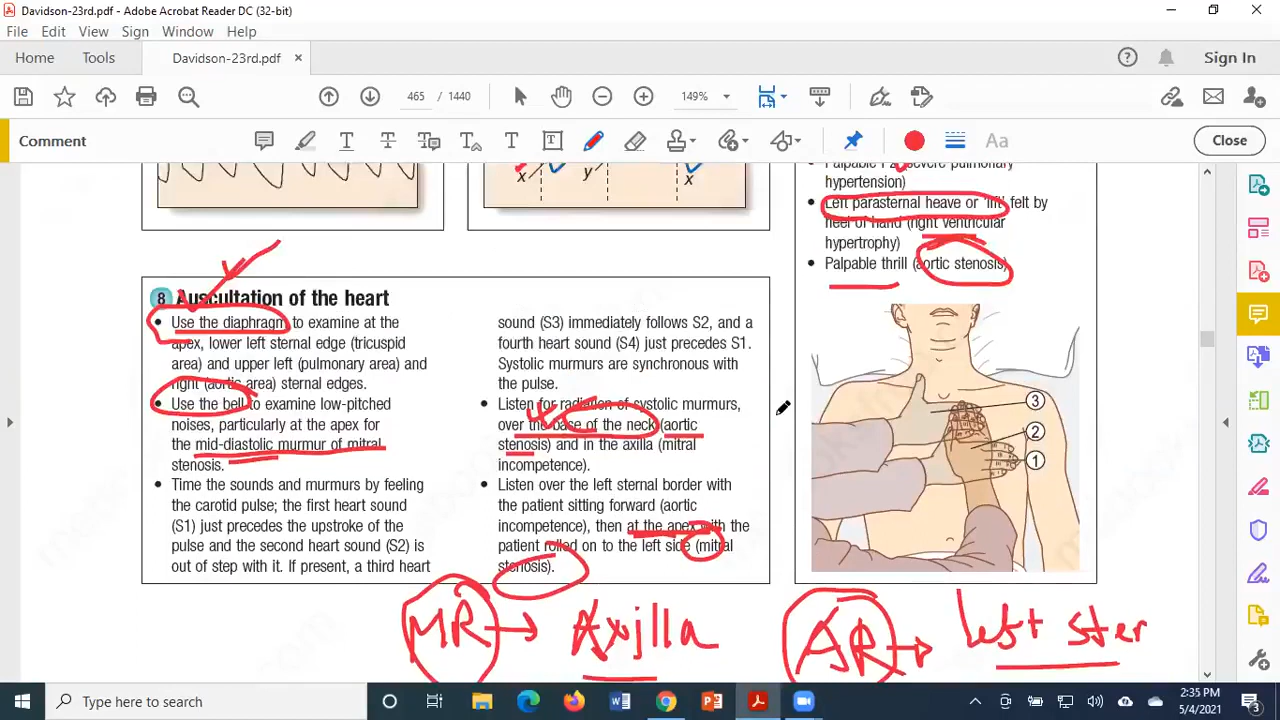 Davidson-23rd.pdf - Adobe Acrobat Reader DC (32-bit)
File Edit View Sign Window Help
Home Tools Davidson-23rd.pdf × Sign In
465 / 1440 149%
Comment Aa Close
x y x
Palpable P2 (severe pulmonary
hypertension)
• Left parasternal heave or 'lift' felt by
heel of hand (right ventricular
hypertrophy)
• Palpable thrill (aortic stenosis)
8 Auscultation of the heart
• Use the diaphragm to examine at the
apex, lower left sternal edge (tricuspid
area) and upper left (pulmonary area) and
right (aortic area) sternal edges.
• Use the bell to examine low-pitched
noises, particularly at the apex for
the mid-diastolic murmur of mitral
stenosis.
• Time the sounds and murmurs by feeling
the carotid pulse; the first heart sound
(S1) just precedes the upstroke of the
pulse and the second heart sound (S2) is
out of step with it. If present, a third heart
sound (S3) immediately follows S2, and a
fourth heart sound (S4) just precedes S1.
Systolic murmurs are synchronous with
the pulse.
• Listen for radiation of systolic murmurs,
over the base of the neck (aortic
stenosis) and in the axilla (mitral
incompetence).
• Listen over the left sternal border with
the patient sitting forward (aortic
incompetence), then at the apex with the
patient rolled on to the left side (mitral
stenosis).
3
2
1
MR → Axilla
AR → left ster
Type here to search
2:35 PM
5/4/2021
3